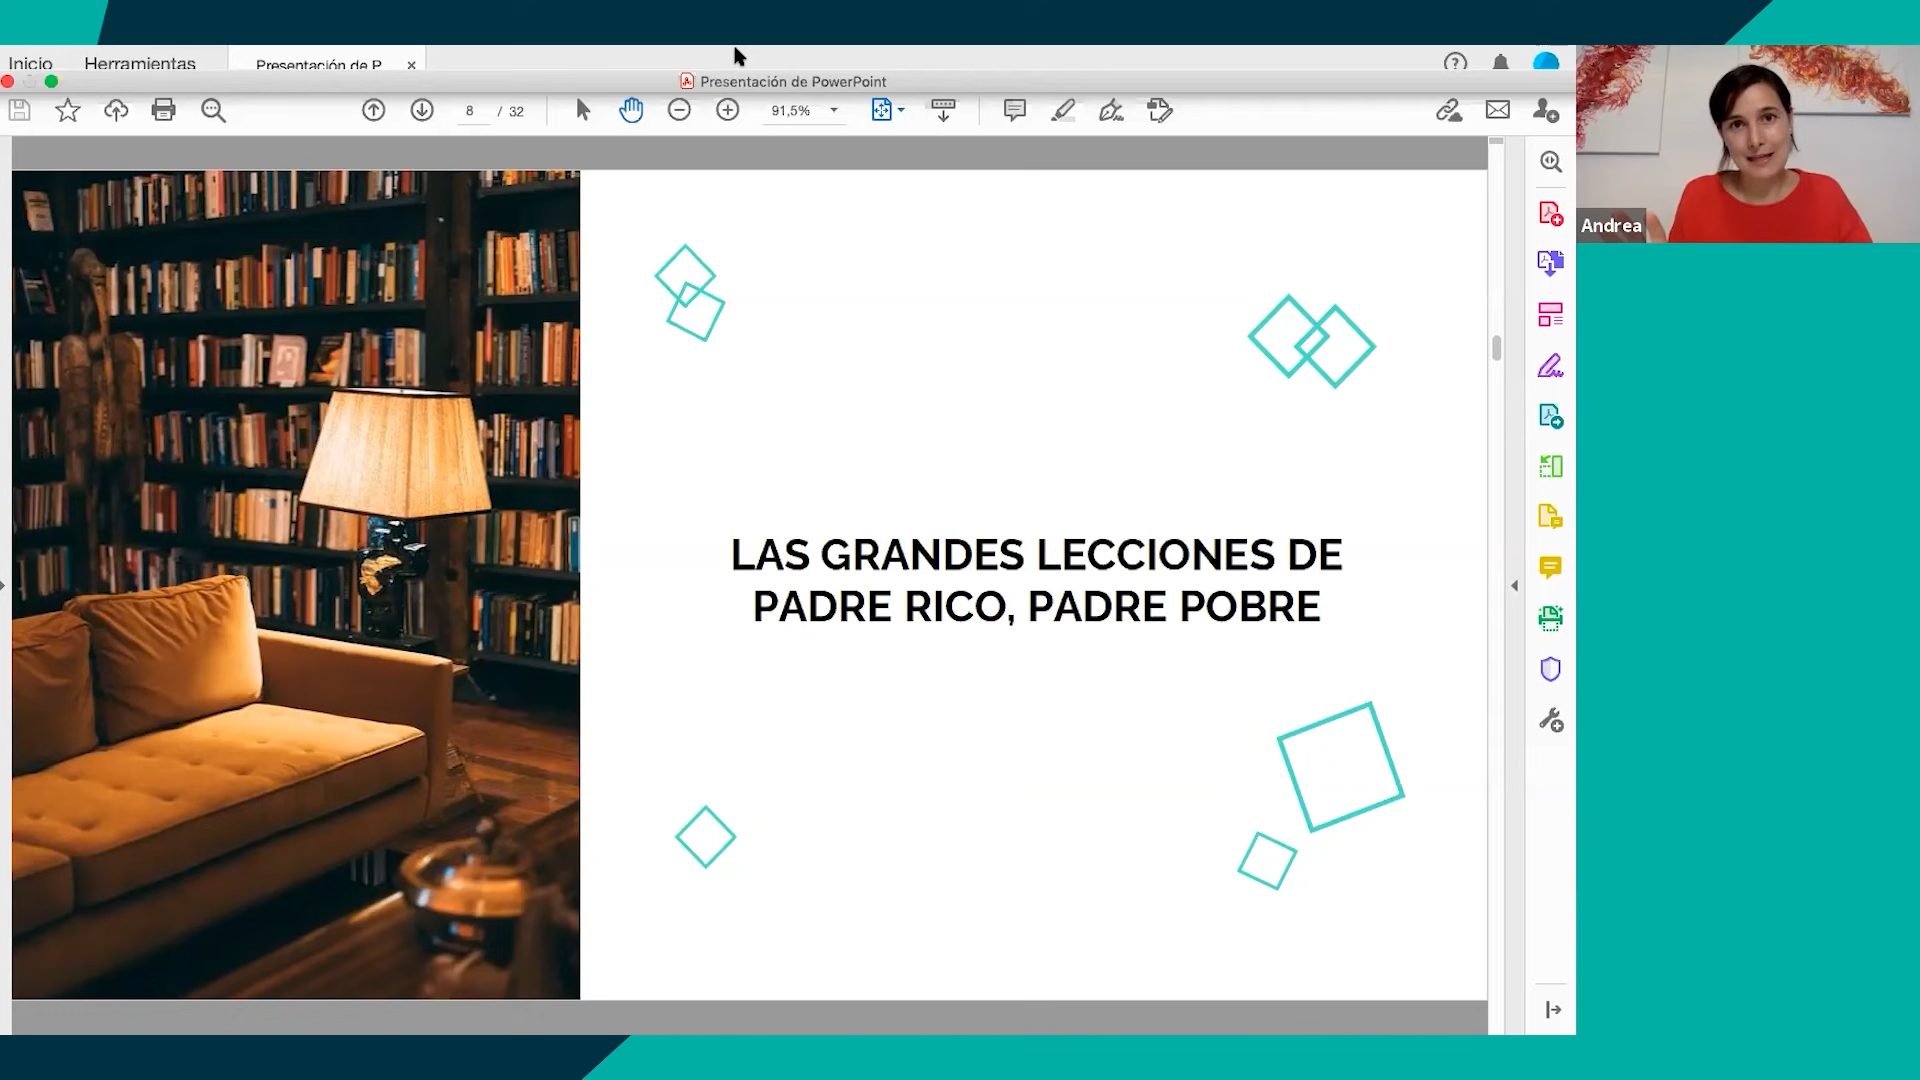 Inicio
Herramientas
Presentación de P
Presentación de PowerPoint
8 / 32
91,5%
Andrea
LAS GRANDES LECCIONES DE
PADRE RICO, PADRE POBRE